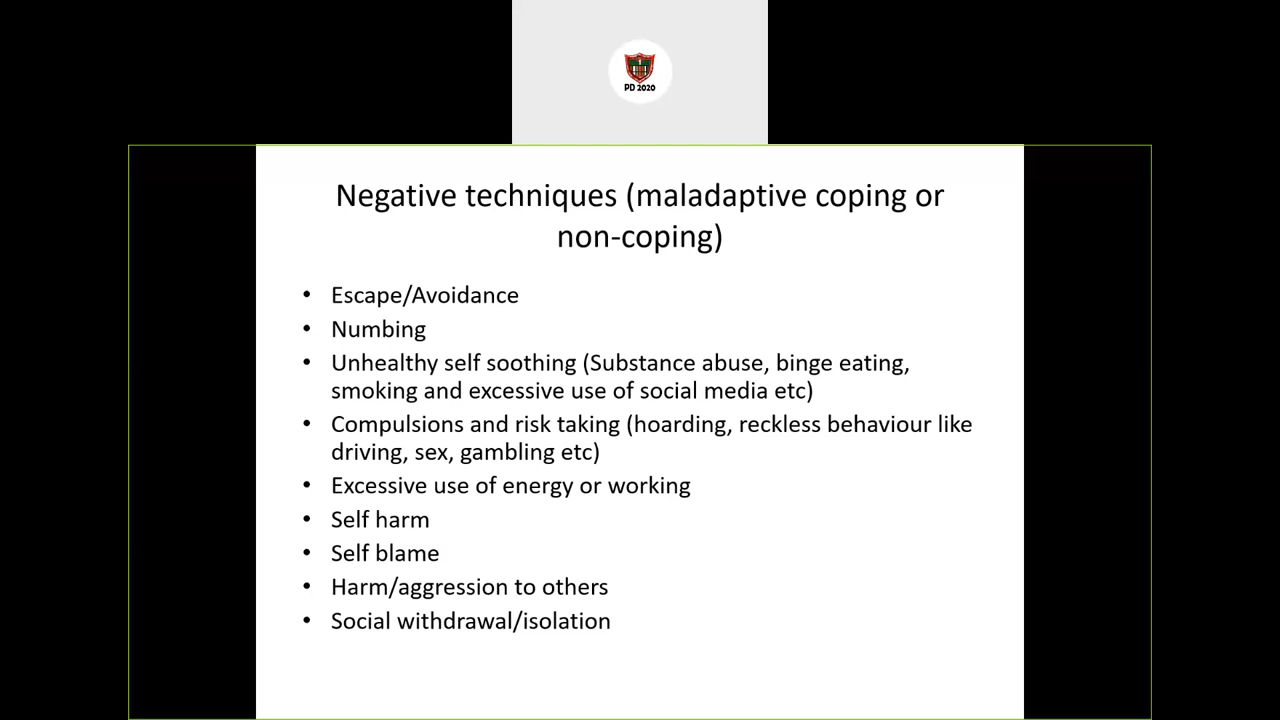 PD 2020
Negative techniques (maladaptive coping or
non-coping)
• Escape/Avoidance
• Numbing
• Unhealthy self soothing (Substance abuse, binge eating,
smoking and excessive use of social media etc)
• Compulsions and risk taking (hoarding, reckless behaviour like
driving, sex, gambling etc)
• Excessive use of energy or working
• Self harm
• Self blame
• Harm/aggression to others
• Social withdrawal/isolation